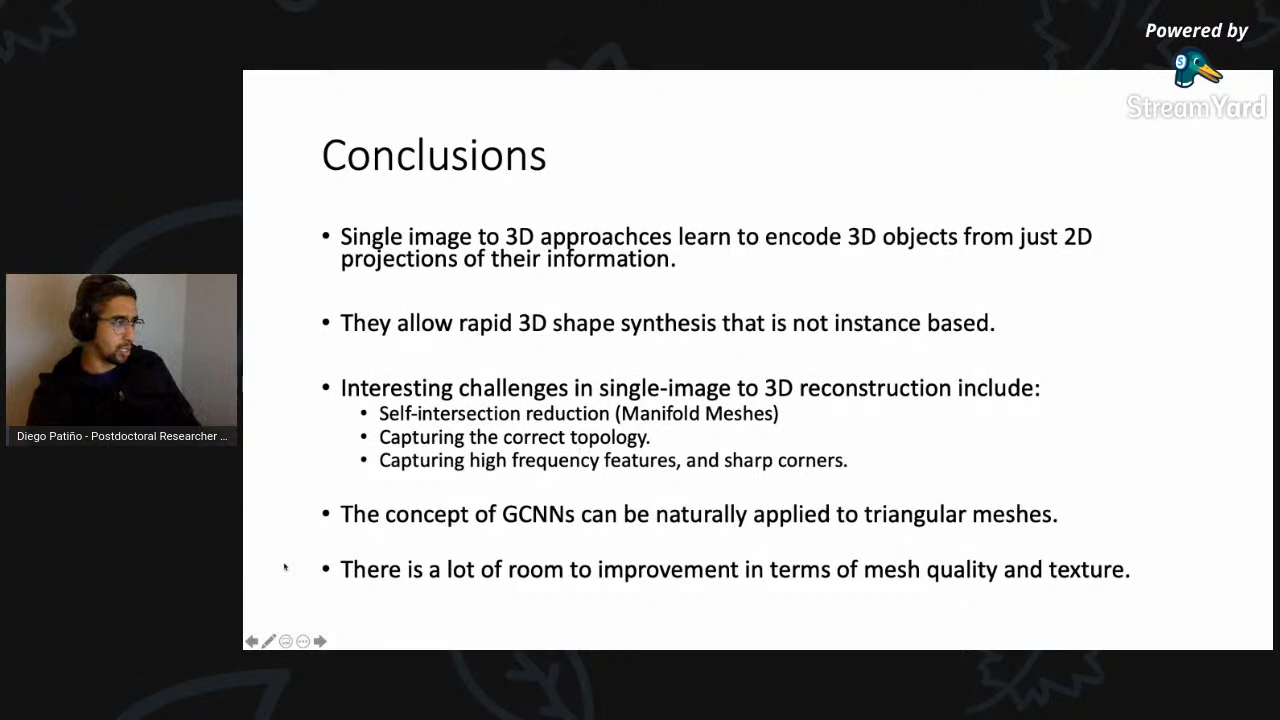 Powered by
StreamYard
Conclusions
• Single image to 3D approachces learn to encode 3D objects from just 2D
projections of their information.
• They allow rapid 3D shape synthesis that is not instance based.
• Interesting challenges in single-image to 3D reconstruction include:
• Self-intersection reduction (Manifold Meshes)
• Capturing the correct topology.
• Capturing high frequency features, and sharp corners.
Diego Patiño - Postdoctoral Researcher ...
• The concept of GCNNs can be naturally applied to triangular meshes.
• There is a lot of room to improvement in terms of mesh quality and texture.